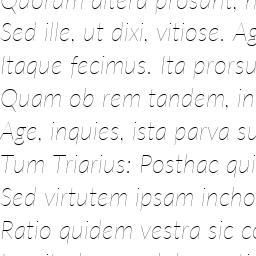 Quorum altera prosunt, n
Sed ille, ut dixi, vitiose. Ag
Itaque fecimus. Ita prorsu
Quam ob rem tandem, in
Age, inquies, ista parva su
Tum Triarius: Posthac qui
Sed virtutem ipsam incho
Ratio quidem vestra sic co